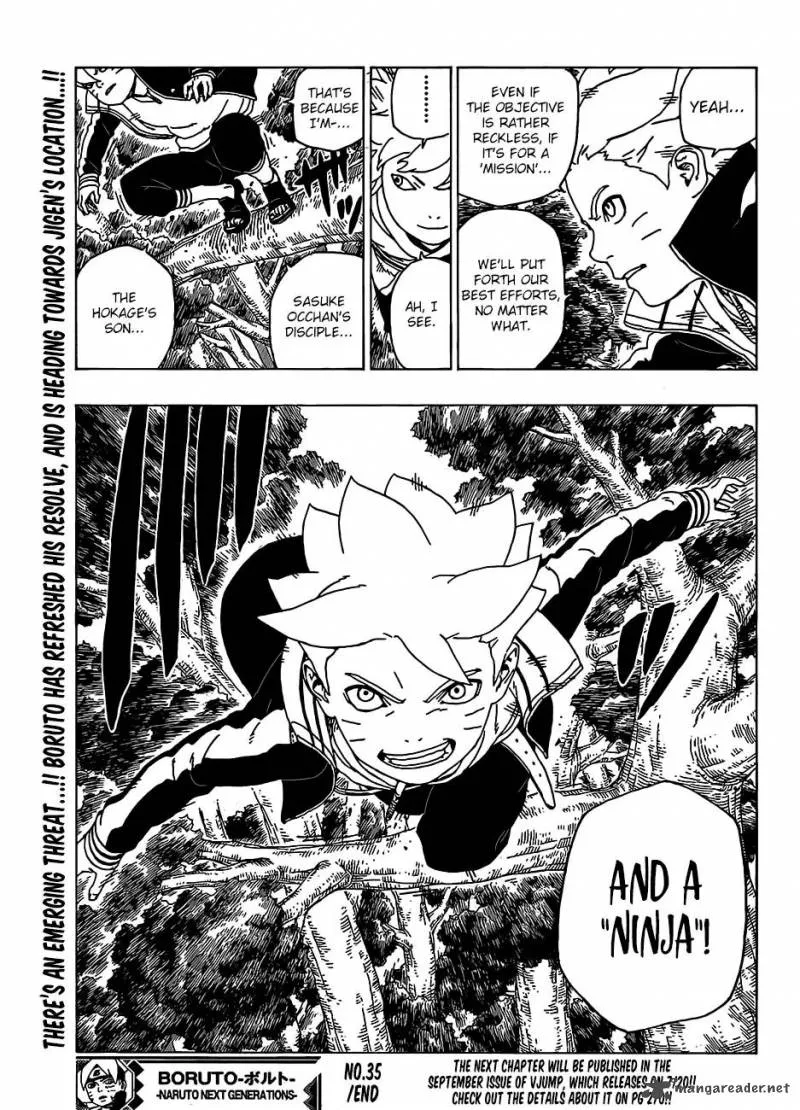 YEAH...
EVEN IF
THE OBJECTIVE
IS RATHER
RECKLESS, IF
IT'S FOR A
'MISSION'...
WE'LL PUT
FORTH OUR
BEST EFFORTS,
NO MATTER
WHAT.
.........
AH, I
SEE.
THAT'S
BECAUSE
I'M-...
SASUKE
OCCHAN'S
DISCIPLE...
THE
HOKAGE'S
SON...
AND A
"NINJA"!
THERE'S AN EMERGING THREAT...!! BORUTO HAS REFRESHED HIS RESOLVE, AND IS HEADING TOWARDS JIGEN'S LOCATION...!!
BORUTO-ボルト-
-NARUTO NEXT GENERATIONS-
NO.35
/END
THE NEXT CHAPTER WILL BE PUBLISHED IN THE
SEPTEMBER ISSUE OF VJUMP, WHICH RELEASES ON 7/20!!
CHECK OUT THE DETAILS ABOUT IT ON PG
mangareader.net